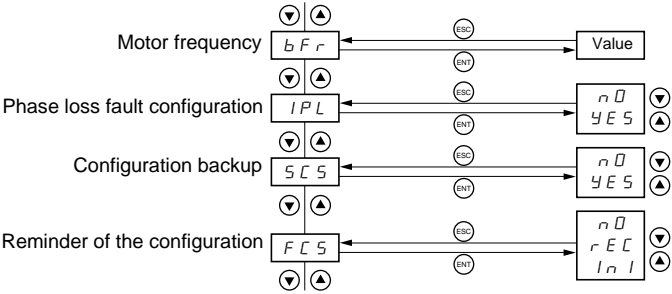 ESC
Motor frequency bFr Value
ENT
ESC
Phase loss fault configuration IPL nO
YES
ENT
ESC
Configuration backup SCS nO
YES
ENT
nO
ESC
Reminder of the configuration FCS rEC
ENT
InI